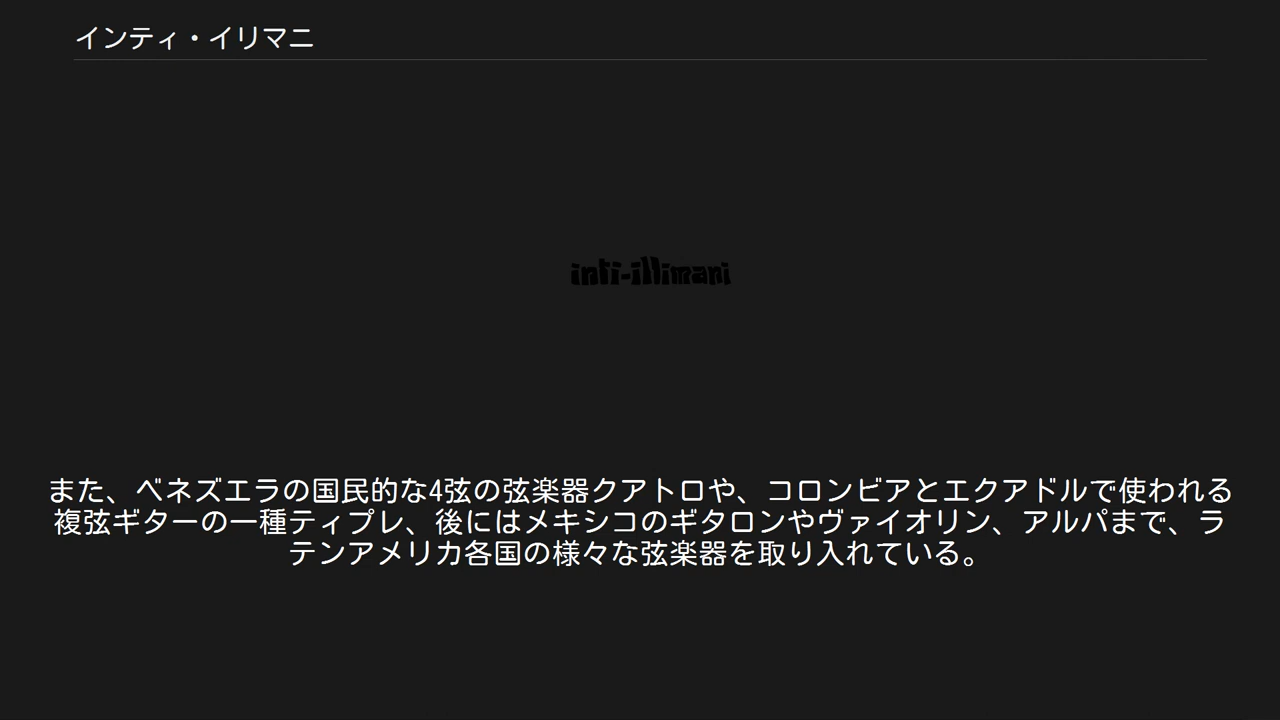 インティ・イリマニ
inti-illimani
また、ベネズエラの国民的な4弦の弦楽器クアトロや、コロンビアとエクアドルで使われる
複弦ギターの一種ティプレ、後にはメキシコのギタロンやヴァイオリン、アルパまで、ラ
テンアメリカ各国の様々な弦楽器を取り入れている。